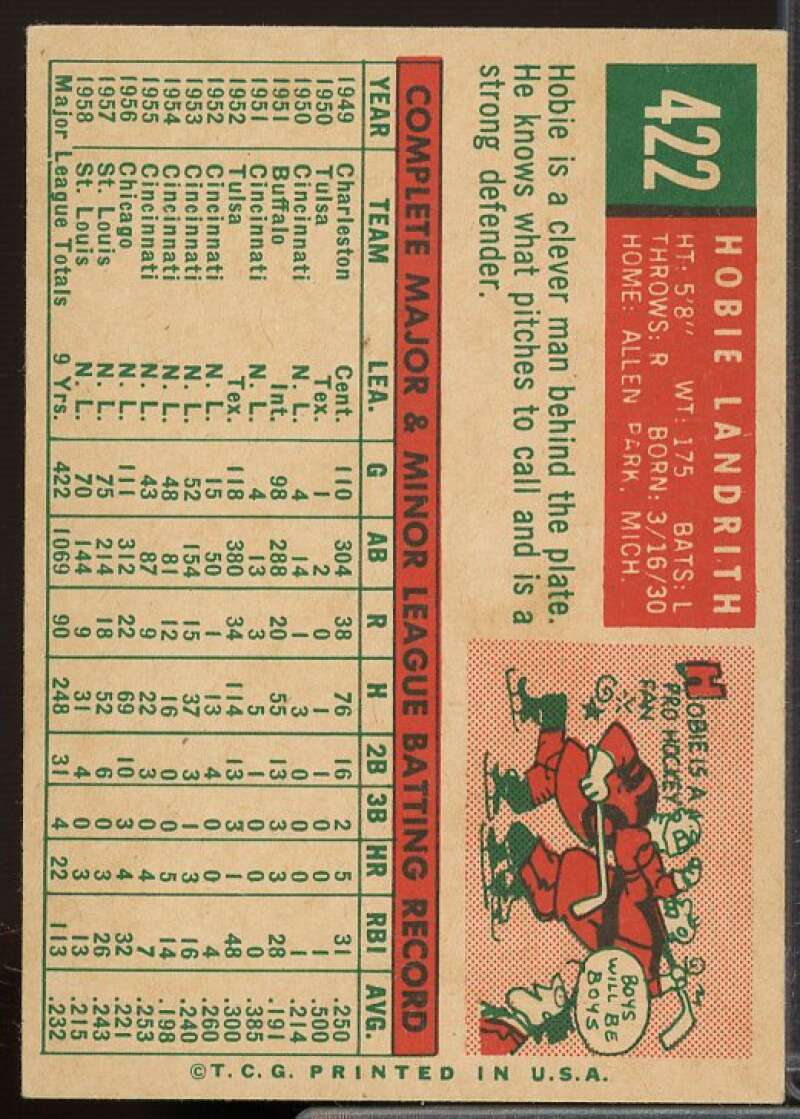 422
HOBIE LANDRITH
HT: 5'8" WT: 175 BATS: L
THROWS: R BORN: 3/16/30
HOME: ALLEN PARK, MICH.
Hobie is a clever man behind the plate.
He knows what pitches to call and is a
strong defender.
HOBIE IS A
PRO HOCKEY
FAN
BOYS
WILL BE
BOYS
COMPLETE MAJOR & MINOR LEAGUE BATTING RECORD
YEAR TEAM LEA. G AB R H 2B 3B HR RBI AVG.
1949 Charleston Cent. 110 304 38 76 16 2 5 31 .250
1950 Tulsa Tex. 1 2 0 1 1 0 0 1 .500
1950 Cincinnati N. L. 4 14 1 3 0 0 0 1 .214
1951 Buffalo Int. 98 288 20 55 13 3 3 28 .191
1951 Cincinnati N. L. 4 13 3 5 1 0 0 0 .385
1952 Tulsa Tex. 118 380 34 114 13 3 1 48 .300
1952 Cincinnati N. L. 15 50 1 13 4 0 0 4 .260
1953 Cincinnati N. L. 52 154 15 37 3 1 3 16 .240
1954 Cincinnati N. L. 48 81 12 16 0 0 5 14 .198
1955 Cincinnati N. L. 43 87 9 22 3 0 4 7 .253
1956 Chicago N. L. 111 312 22 69 10 3 4 32 .221
1957 St. Louis N. L. 75 214 18 52 6 0 3 26 .243
1958 St. Louis N. L. 70 144 9 31 4 0 3 13 .215
Major League Totals 9 Yrs. 422 1069 90 248 31 4 22 113 .232
© T. C. G. PRINTED IN U.S.A.